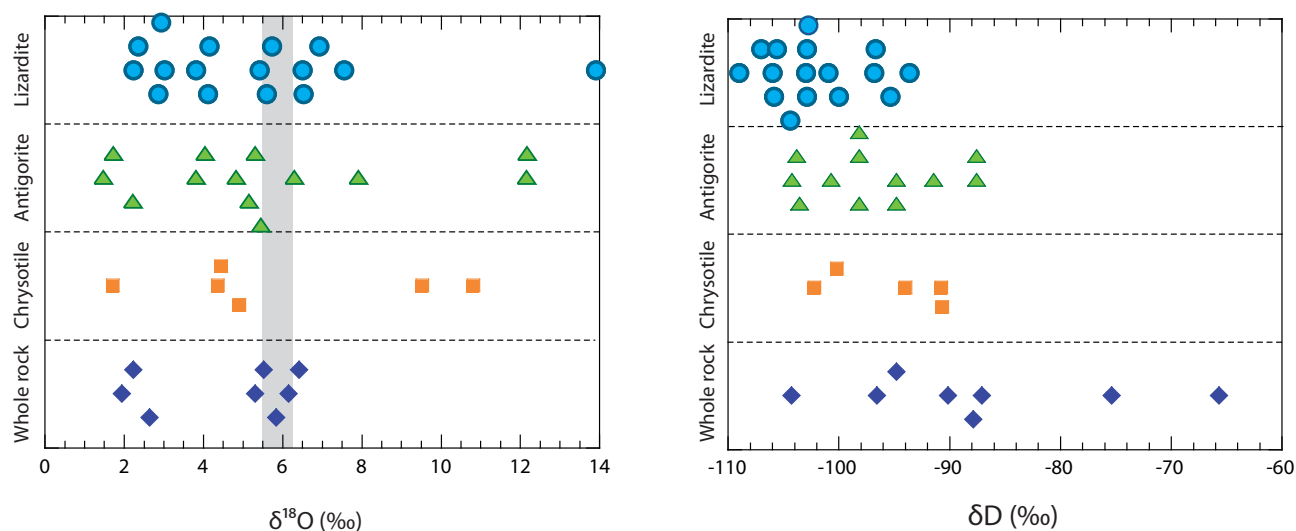 Lizardite
Antigorite
Chrysotile
Whole rock
0 2 4 6 8 10 12 14
δ¹⁸O (‰)
Lizardite
Antigorite
Chrysotile
Whole rock
-110 -100 -90 -80 -70 -60
δD (‰)